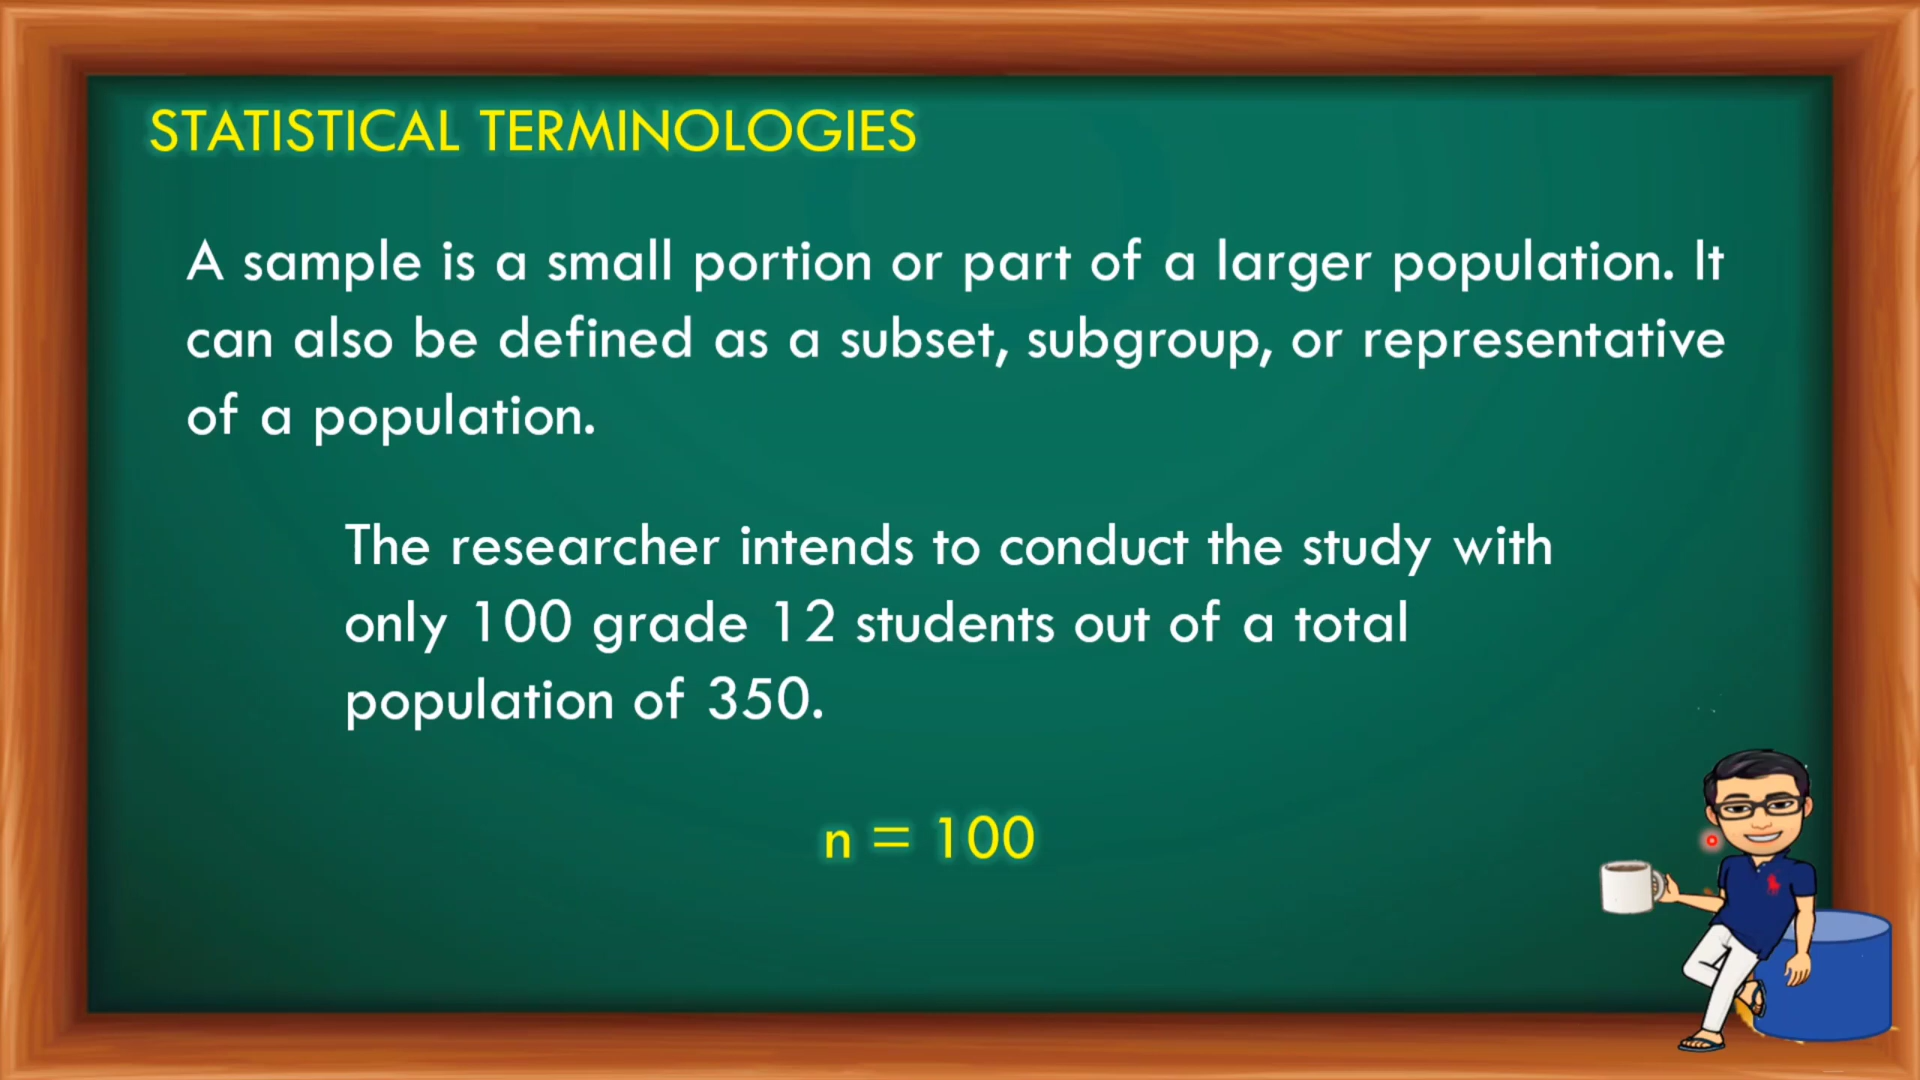 STATISTICAL TERMINOLOGIES
A sample is a small portion or part of a larger population. It
can also be defined as a subset, subgroup, or representative
of a population.
The researcher intends to conduct the study with
only 100 grade 12 students out of a total
population of 350.
n = 100